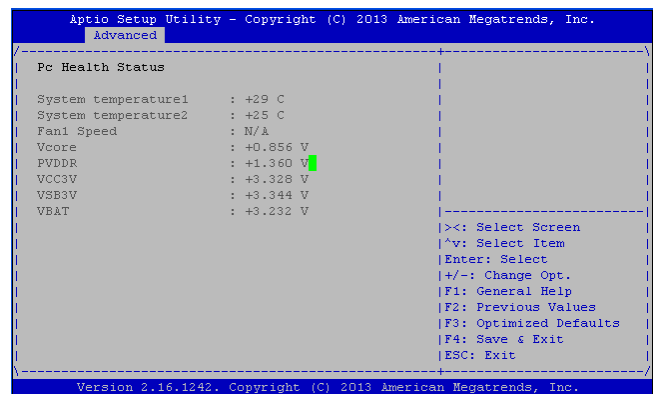 Aptio Setup Utility - Copyright (C) 2013 American Megatrends, Inc.
Advanced
Pc Health Status
System temperature1 : +29 C
System temperature2 : +25 C
Fan1 Speed : N/A
Vcore : +0.856 V
PVDDR : +1.360 V
VCC3V : +3.328 V
VSB3V : +3.344 V
VBAT : +3.232 V
><: Select Screen
^v: Select Item
Enter: Select
+/-: Change Opt.
F1: General Help
F2: Previous Values
F3: Optimized Defaults
F4: Save & Exit
ESC: Exit
Version 2.16.1242. Copyright (C) 2013 American Megatrends, Inc.